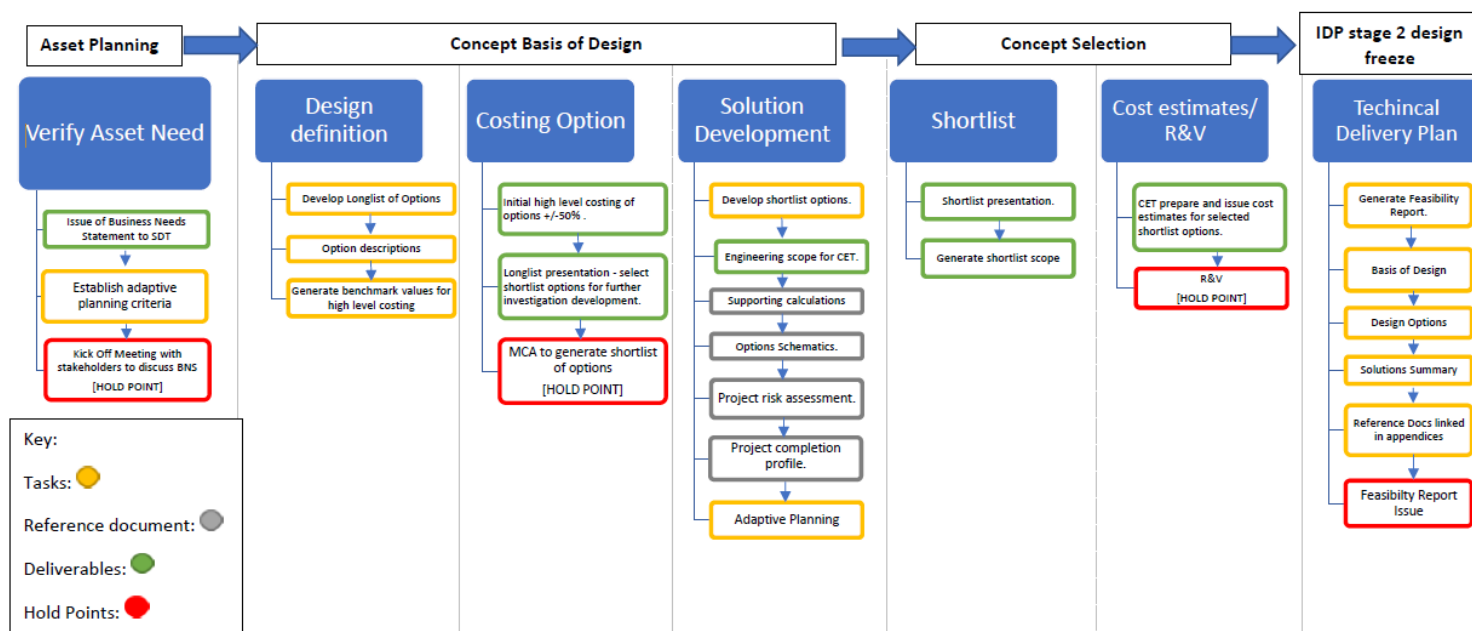 Asset Planning
Concept Basis of Design
Concept Selection
IDP stage 2 design
freeze
Verify Asset Need
Issue of Business Needs
Statement to SDT
Establish adaptive
planning criteria
Kick Off Meeting with
stakeholders to discuss BNS
[HOLD POINT]
Design
definition
Develop Longlist of Options
Option descriptions
Generate benchmark values for
high level costing
Costing Option
Initial high level costing of
options +/-50% .
Longlist presentation - select
shortlist options for further
investigation development.
MCA to generate shortlist
of options
[HOLD POINT]
Solution
Development
Develop shortlist options.
Engineering scope for CET.
Supporting calculations
Options Schematics.
Project risk assessment.
Project completion
profile.
Adaptive Planning
Shortlist
Shortlist presentation.
Generate shortlist scope
Cost estimates/
R&V
CET prepare and issue cost
estimates for selected
shortlist options.
R&V
[HOLD POINT]
Techincal
Delivery Plan
Generate Feasibility
Report.
Basis of Design
Design Options
Solutions Summary
Reference Docs linked
in appendices
Feasibilty Report
Issue
Key:
Tasks:
Reference document:
Deliverables:
Hold Points: